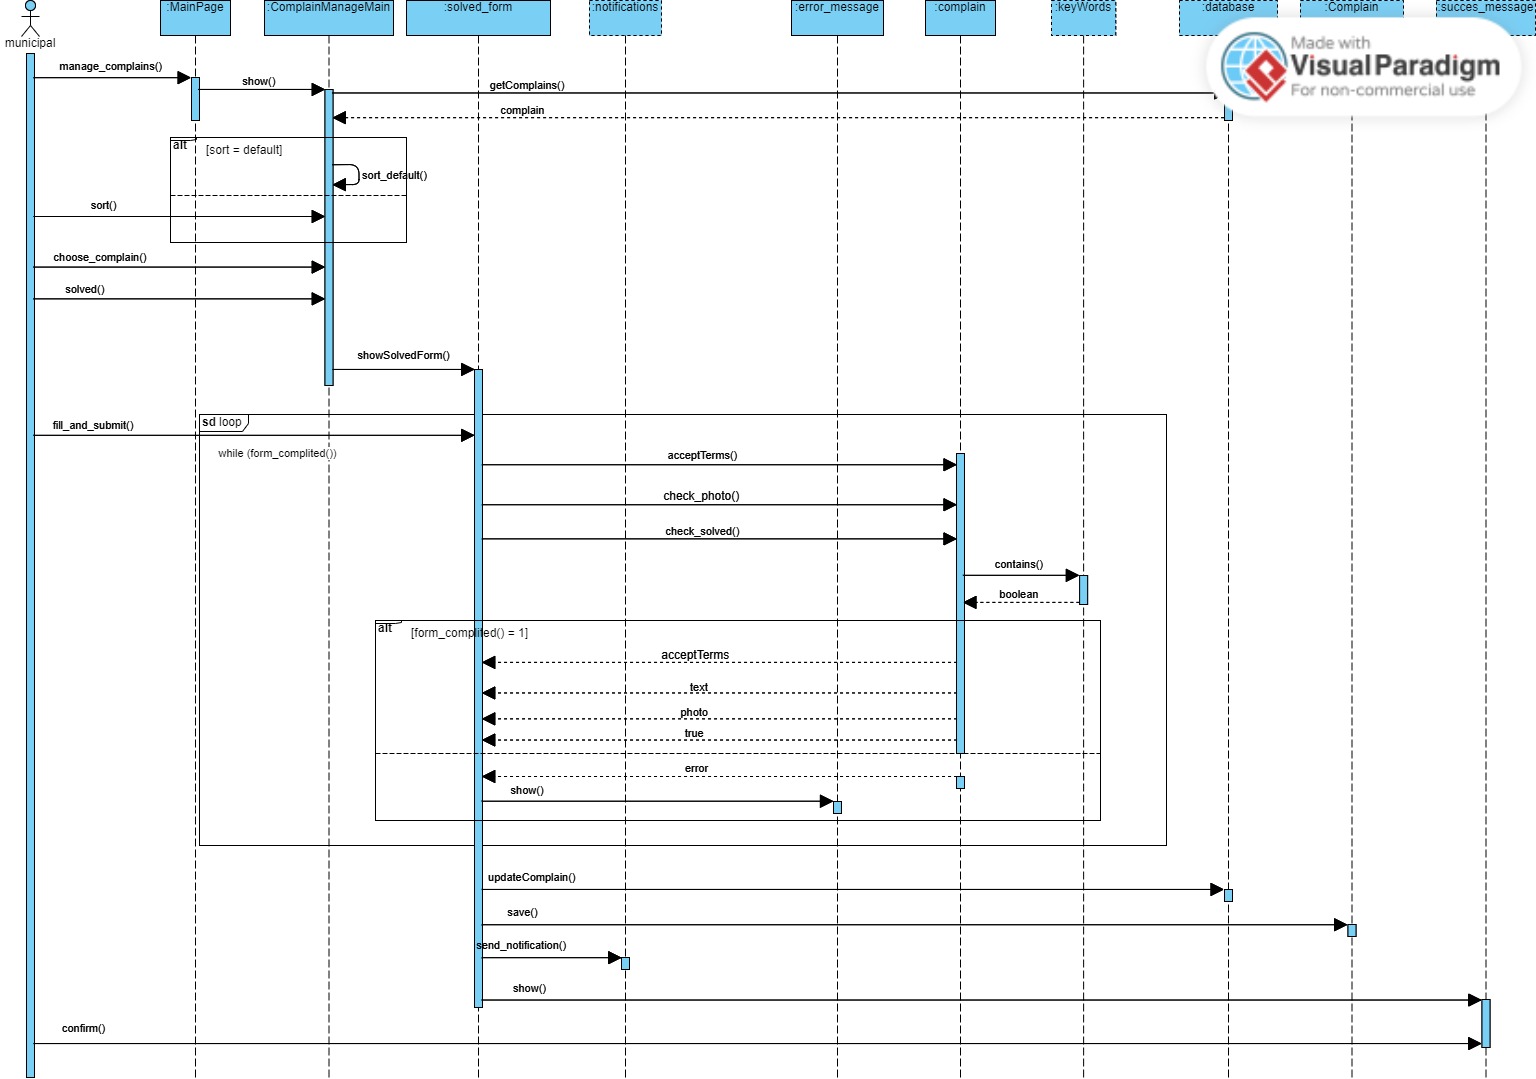 :MainPage
:ComplainManageMain
:solved_form
:notifications
:error_message
:complain
:keyWords
:database
:Complain
:succes_message
municipal
Made with
Visual Paradigm
For non-commercial use
manage_complains()
show()
getComplains()
complain
alt
[sort = default]
sort_default()
sort()
choose_complain()
solved()
showSolvedForm()
sd loop
fill_and_submit()
while (form_complited())
acceptTerms()
check_photo()
check_solved()
contains()
boolean
alt
[form_complited() = 1]
acceptTerms
text
photo
true
error
show()
updateComplain()
save()
send_notification()
show()
confirm()